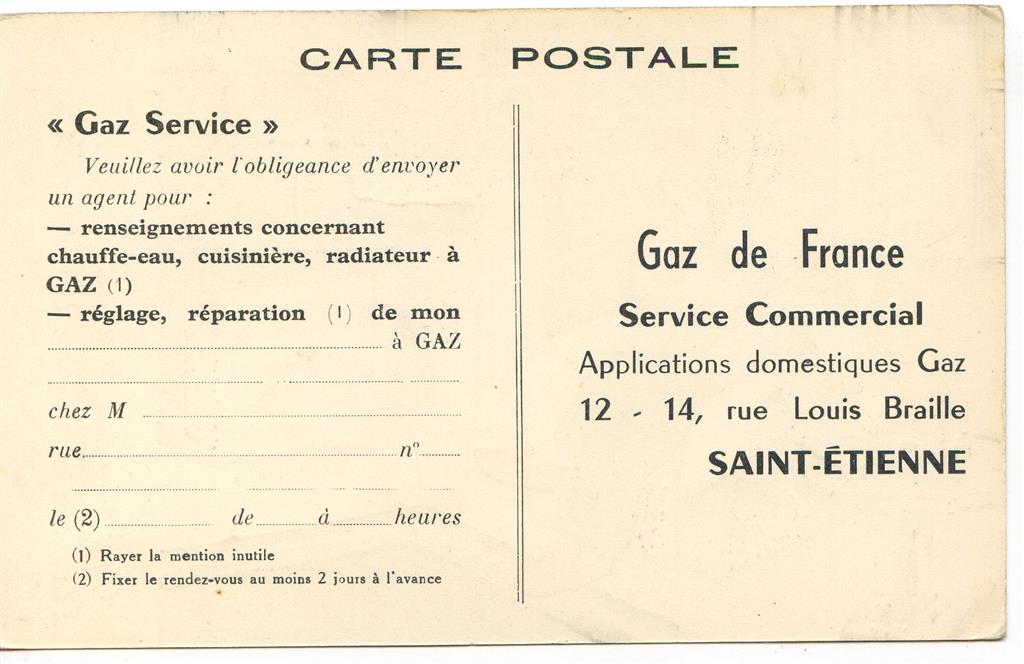 CARTE POSTALE
« Gaz Service »
Veuillez avoir l'obligeance d'envoyer
un agent pour :
— renseignements concernant
chauffe-eau, cuisinière, radiateur à
GAZ (1)
— réglage, réparation (1) de mon
à GAZ
chez M
rue n°
le (2) de à heures
(1) Rayer la mention inutile
(2) Fixer le rendez-vous au moins 2 jours à l'avance
Gaz de France
Service Commercial
Applications domestiques Gaz
12 - 14, rue Louis Braille
SAINT-ÉTIENNE